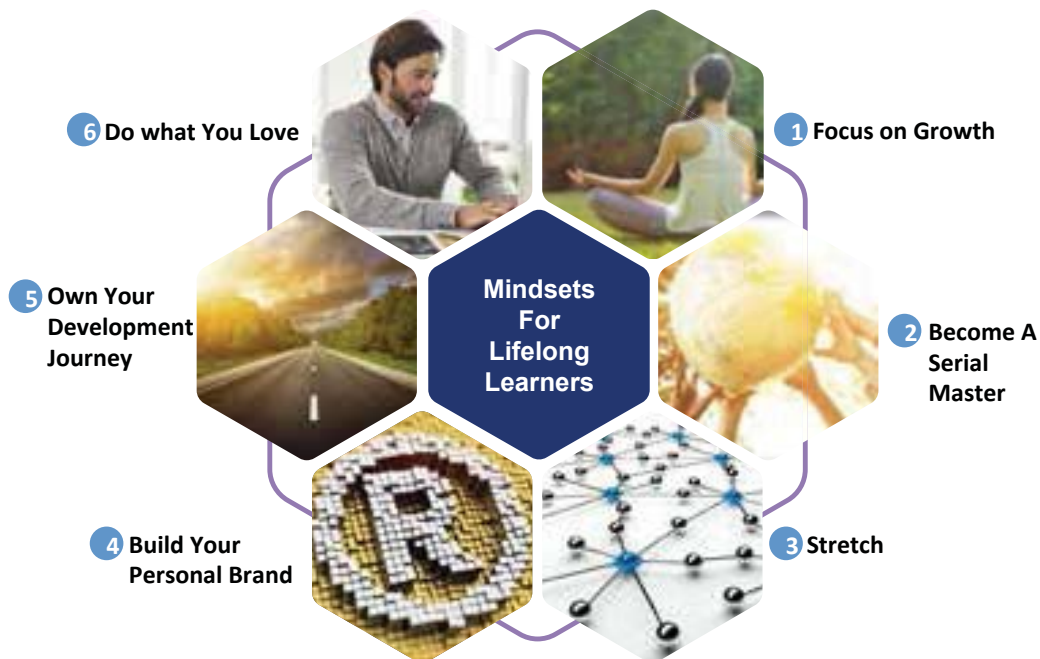 Mindsets
For
Lifelong
Learners
1 Focus on Growth
2 Become A
Serial
Master
3 Stretch
4 Build Your
Personal Brand
5 Own Your
Development
Journey
6 Do what You Love
R